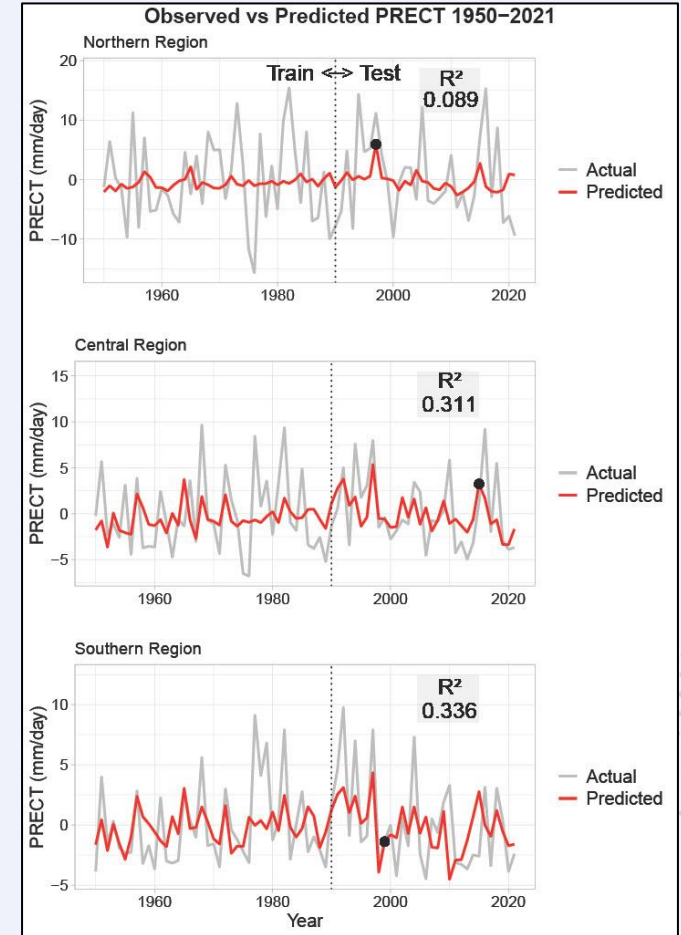 Observed vs Predicted PRECT 1950−2021
Northern Region
Train <-> Test
R²
0.089
20
10
0
−10
PRECT (mm/day)
1960
1980
2000
2020
Actual
Predicted
Central Region
R²
0.311
15
10
5
0
−5
PRECT (mm/day)
1960
1980
2000
2020
Actual
Predicted
Southern Region
R²
0.336
10
5
0
−5
PRECT (mm/day)
1960
1980
2000
2020
Year
Actual
Predicted